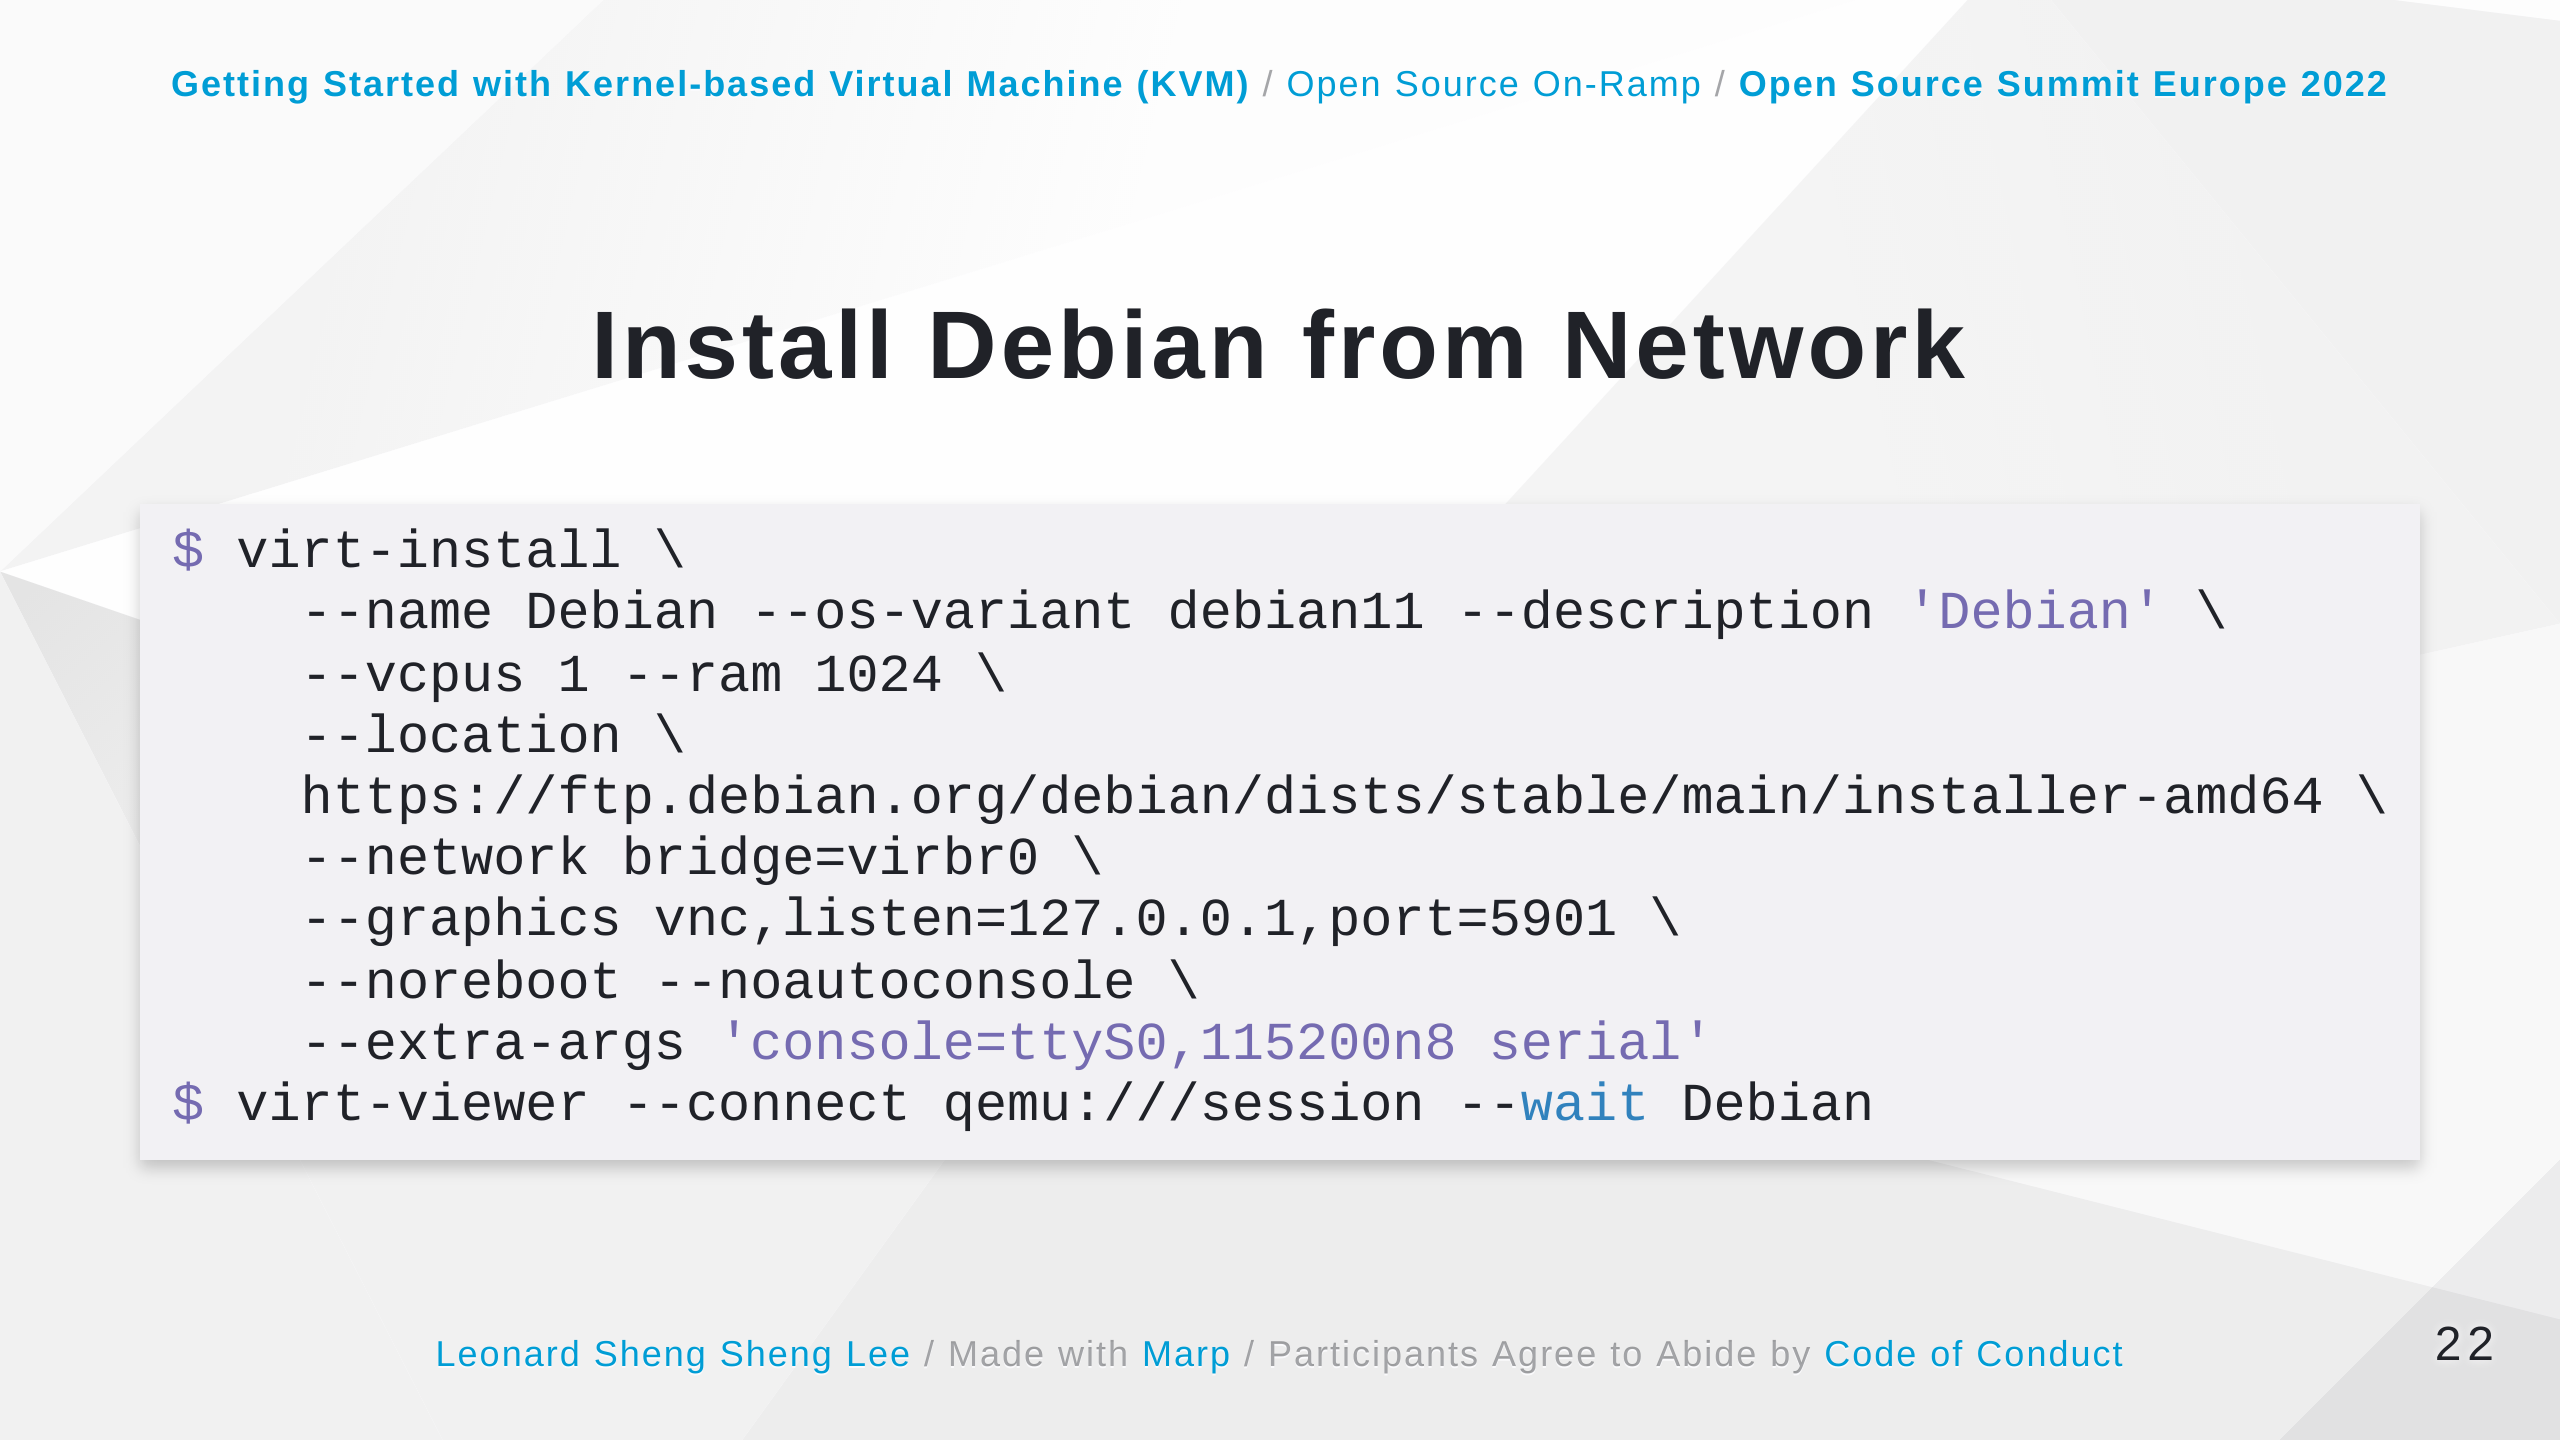 Getting Started with Kernel-based Virtual Machine (KVM) / Open Source On-Ramp / Open Source Summit Europe 2022
Install Debian from Network
$ virt-install \
    --name Debian --os-variant debian11 --description 'Debian' \
    --vcpus 1 --ram 1024 \
    --location \
    https://ftp.debian.org/debian/dists/stable/main/installer-amd64 \
    --network bridge=virbr0 \
    --graphics vnc,listen=127.0.0.1,port=5901 \
    --noreboot --noautoconsole \
    --extra-args 'console=ttyS0,115200n8 serial'
$ virt-viewer --connect qemu:///session --wait Debian
Leonard Sheng Sheng Lee / Made with Marp / Participants Agree to Abide by Code of Conduct
22